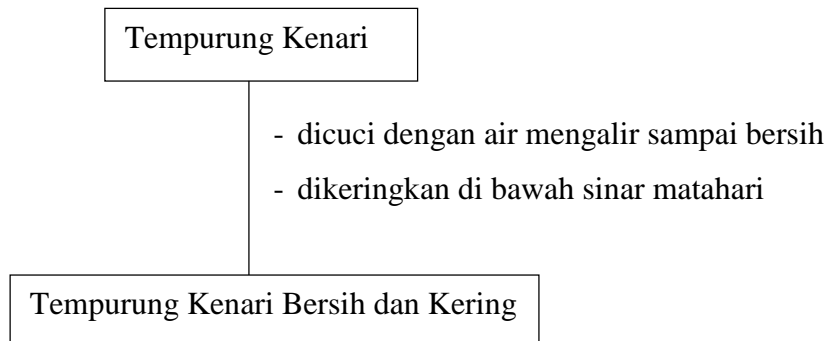 Tempurung Kenari
- dicuci dengan air mengalir sampai bersih
- dikeringkan di bawah sinar matahari
Tempurung Kenari Bersih dan Kering